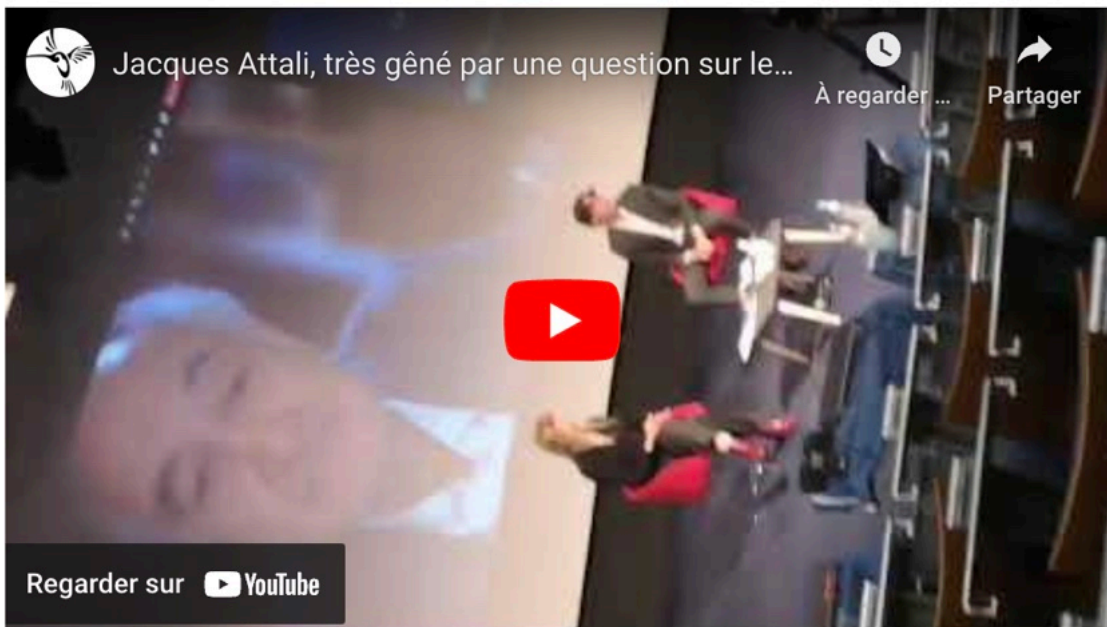 Jacques Attali, très gêné par une question sur le...
À regarder ...
Partager
Regarder sur YouTube